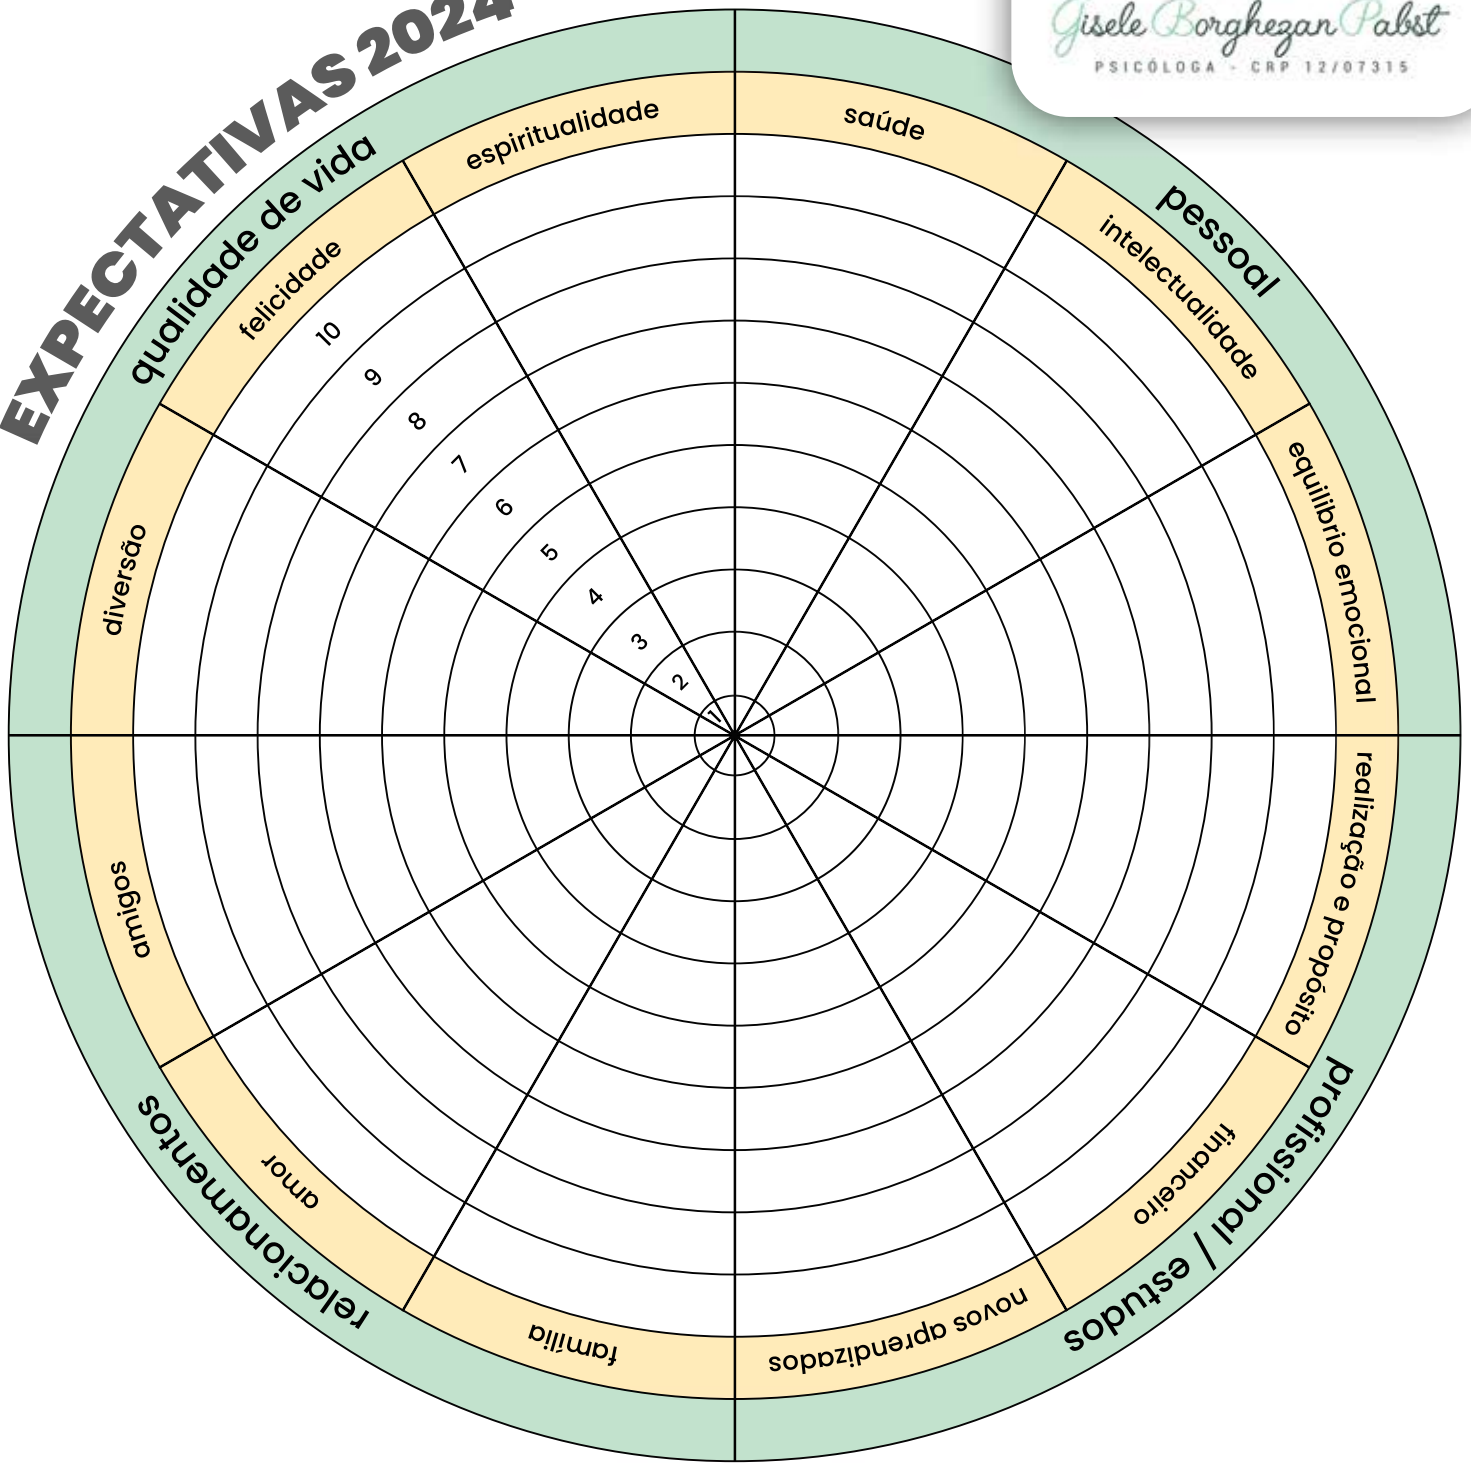 EXPECTATIVAS 2024
Gisele Borghezan Pabst
PSICÓLOGA - CRP 12/07315
qualidade de vida
espiritualidade
saúde
pessoal
felicidade
intelectualidade
10
9
8
7
6
5
4
3
2
1
diversão
equilibrio emocional
amigos
realização e propósito
relacionamentos
amor
financeiro
profissional / estudos
família
novos aprendizados